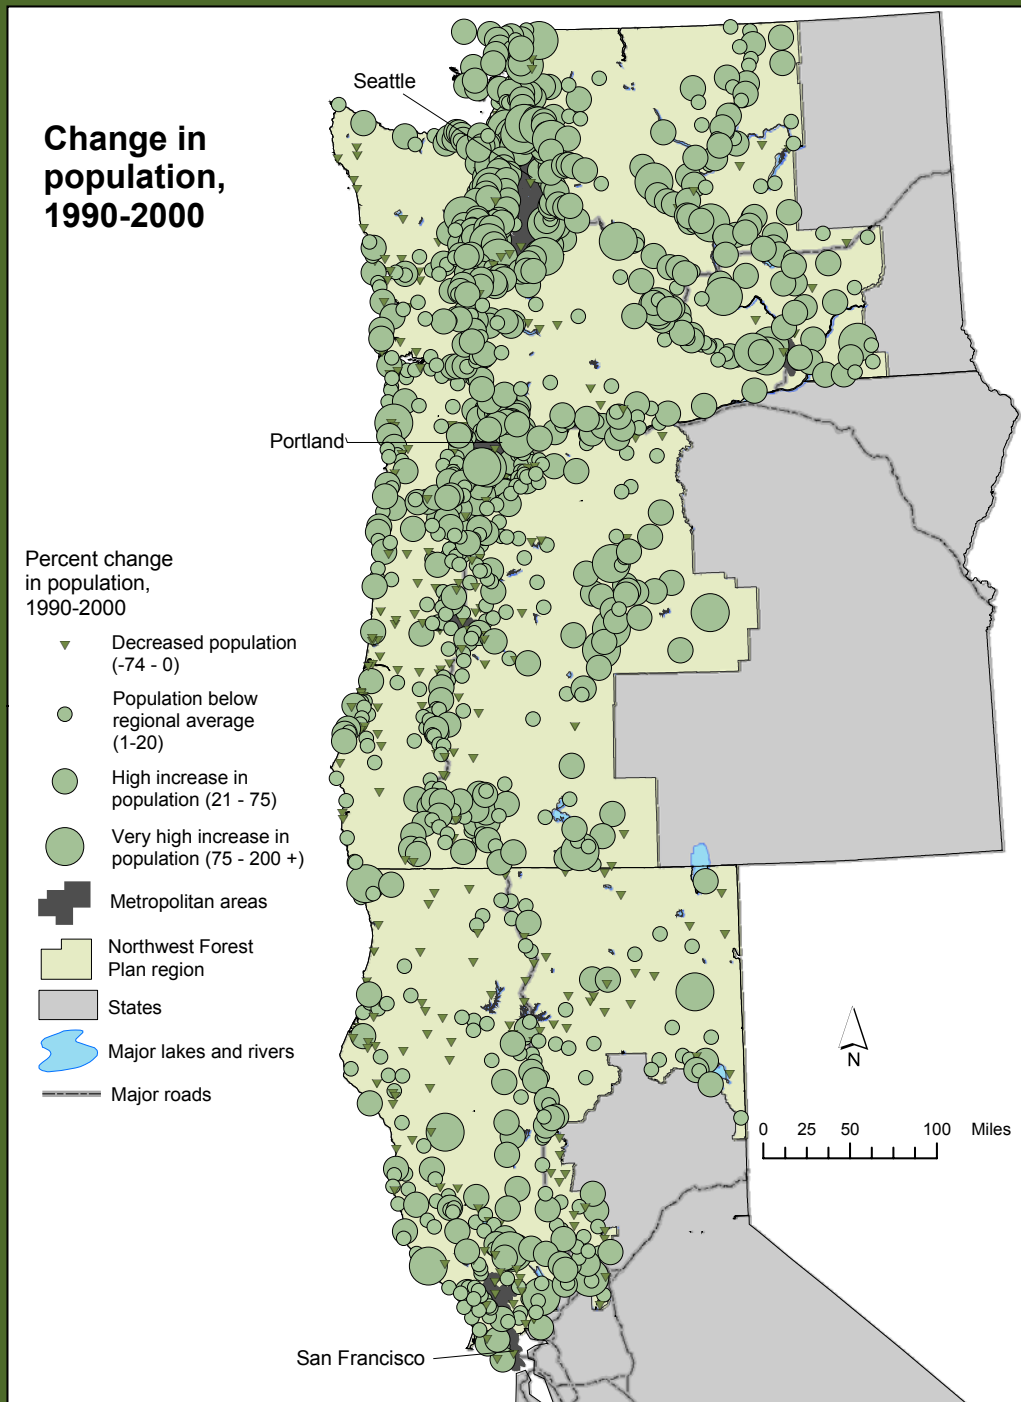 Change in
population,
1990-2000
Seattle
Portland
San Francisco
Percent change
in population,
1990-2000
Decreased population
(-74 - 0)
Population below
regional average
(1-20)
High increase in
population (21 - 75)
Very high increase in
population (75 - 200 +)
Metropolitan areas
Northwest Forest
Plan region
States
Major lakes and rivers
Major roads
N
0 25 50 100 Miles